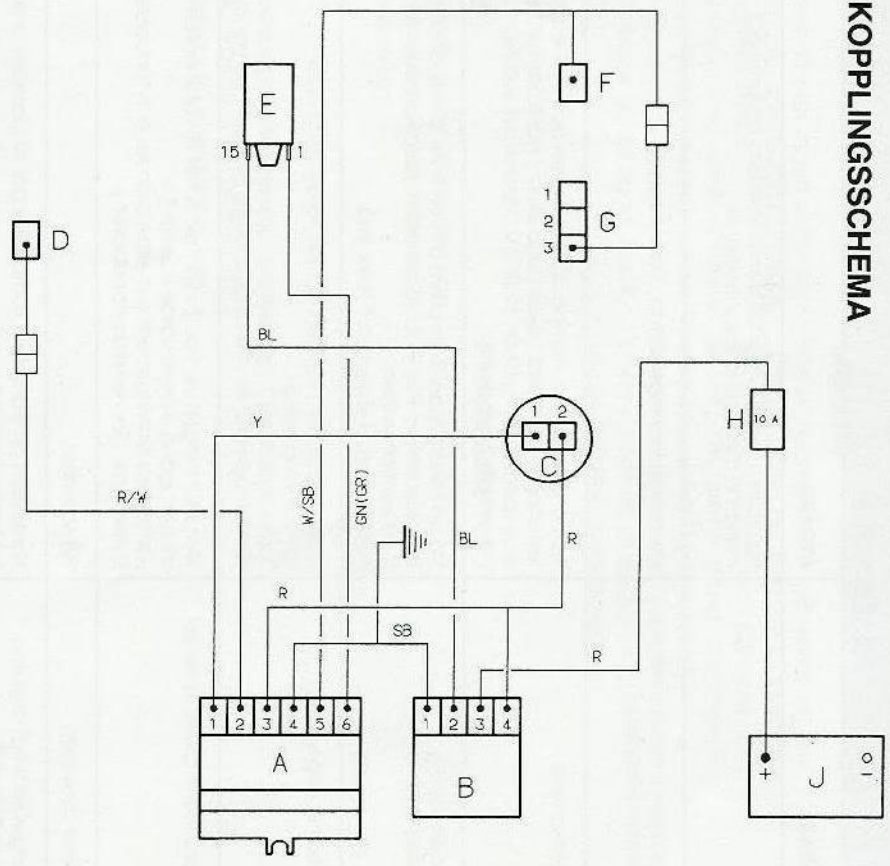 KOPPLINGSSCHEMA
E
F
15 1
1
2 G
3
D
BL
1 2
H 10 A
Y
C
R/W
W/SB
GN(GR)
BL
R
R
SB
R
1 2 3 4 5 6
1 2 3 4
A
B
J
+ -